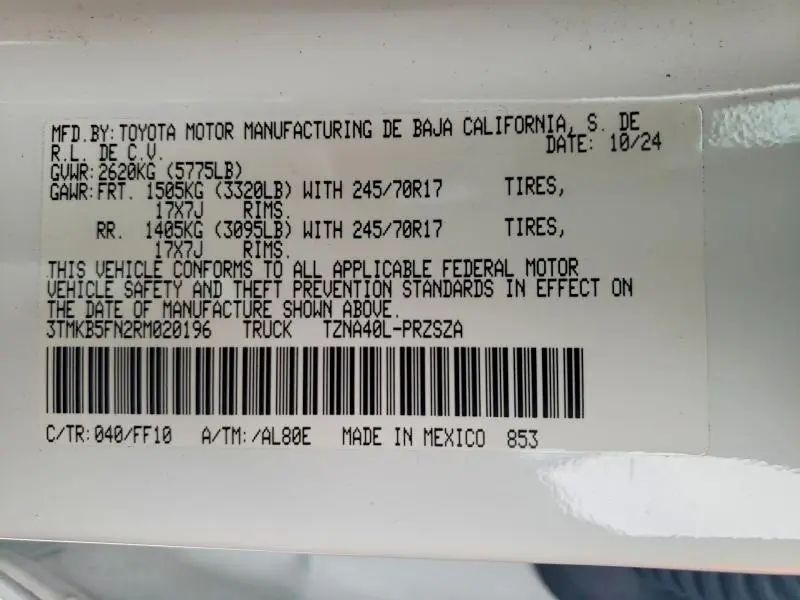 MFD.BY: TOYOTA MOTOR MANUFACTURING DE BAJA CALIFORNIA, S. DE
R.L. DE C.V. DATE: 10/24
GVWR: 2620KG (5775LB)
GAWR: FRT. 1505KG (3320LB) WITH 245/70R17 TIRES,
17X7J RIMS.
RR. 1405KG (3095LB) WITH 245/70R17 TIRES,
17X7J RIMS.
THIS VEHICLE CONFORMS TO ALL APPLICABLE FEDERAL MOTOR
VEHICLE SAFETY AND THEFT PREVENTION STANDARDS IN EFFECT ON
THE DATE OF MANUFACTURE SHOWN ABOVE.
3TMKB5FN2RM020196 TRUCK TZNA40L-PRZSZA
C/TR: 040/FF10 A/TM: /AL80E MADE IN MEXICO 853